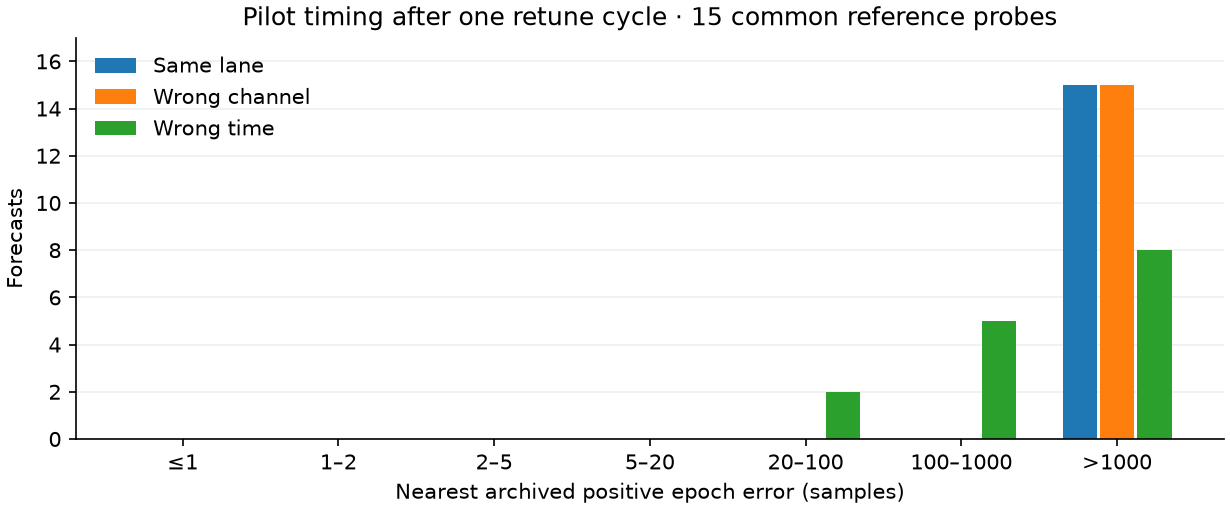 Pilot timing after one retune cycle · 15 common reference probes
Same lane
Wrong channel
Wrong time
Forecasts
16
14
12
10
8
6
4
2
0
≤1
1–2
2–5
5–20
20–100
100–1000
>1000
Nearest archived positive epoch error (samples)